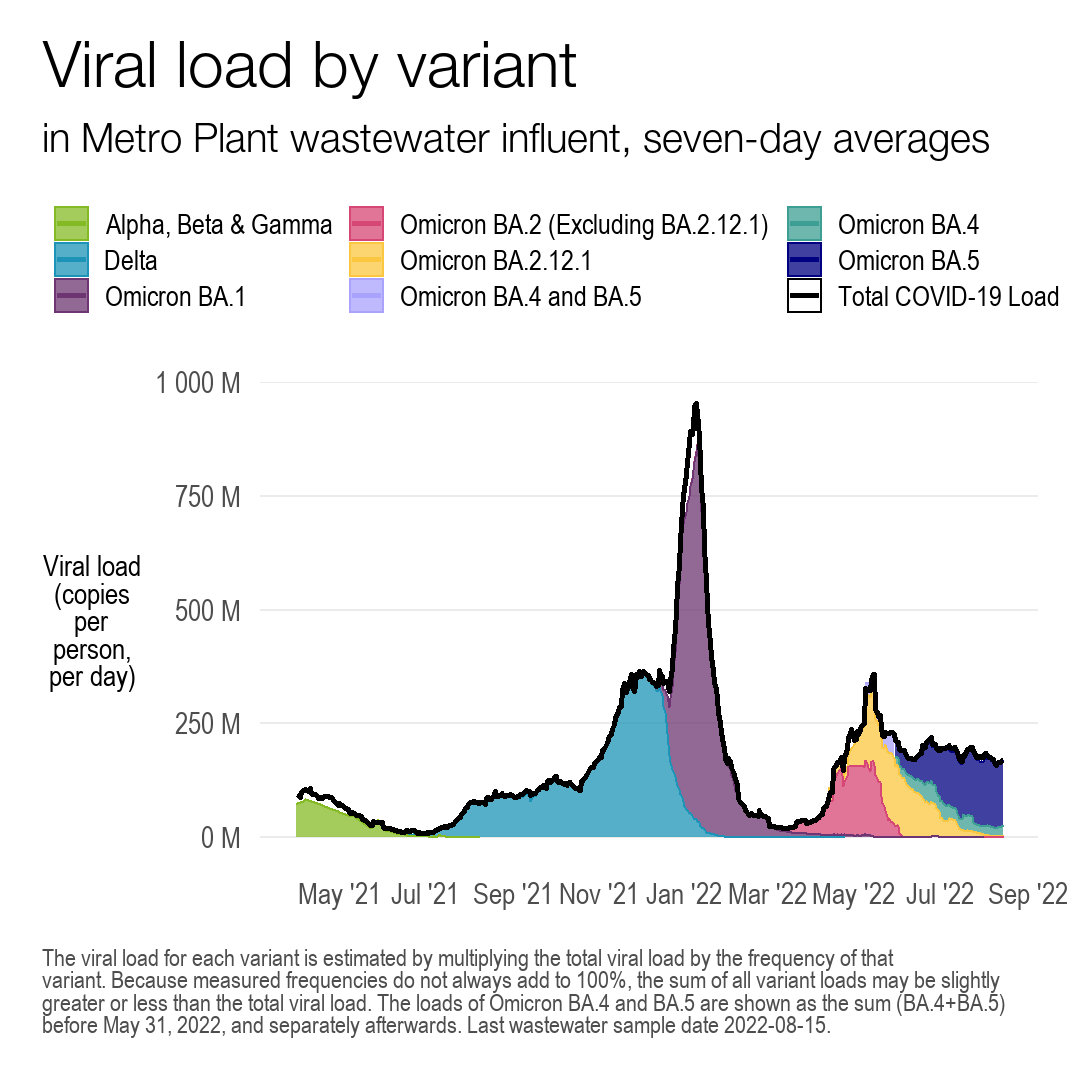 Viral load by variant
in Metro Plant wastewater influent, seven-day averages
Alpha, Beta & Gamma
Delta
Omicron BA.1
Omicron BA.2 (Excluding BA.2.12.1)
Omicron BA.2.12.1
Omicron BA.4 and BA.5
Omicron BA.4
Omicron BA.5
Total COVID-19 Load
1 000 M
750 M
500 M
250 M
0 M
Viral load
(copies
per
person,
per day)
May '21 Jul '21 Sep '21 Nov '21 Jan '22 Mar '22 May '22 Jul '22 Sep '22
The viral load for each variant is estimated by multiplying the total viral load by the frequency of that
variant. Because measured frequencies do not always add to 100%, the sum of all variant loads may be slightly
greater or less than the total viral load. The loads of Omicron BA.4 and BA.5 are shown as the sum (BA.4+BA.5)
before May 31, 2022, and separately afterwards. Last wastewater sample date 2022-08-15.